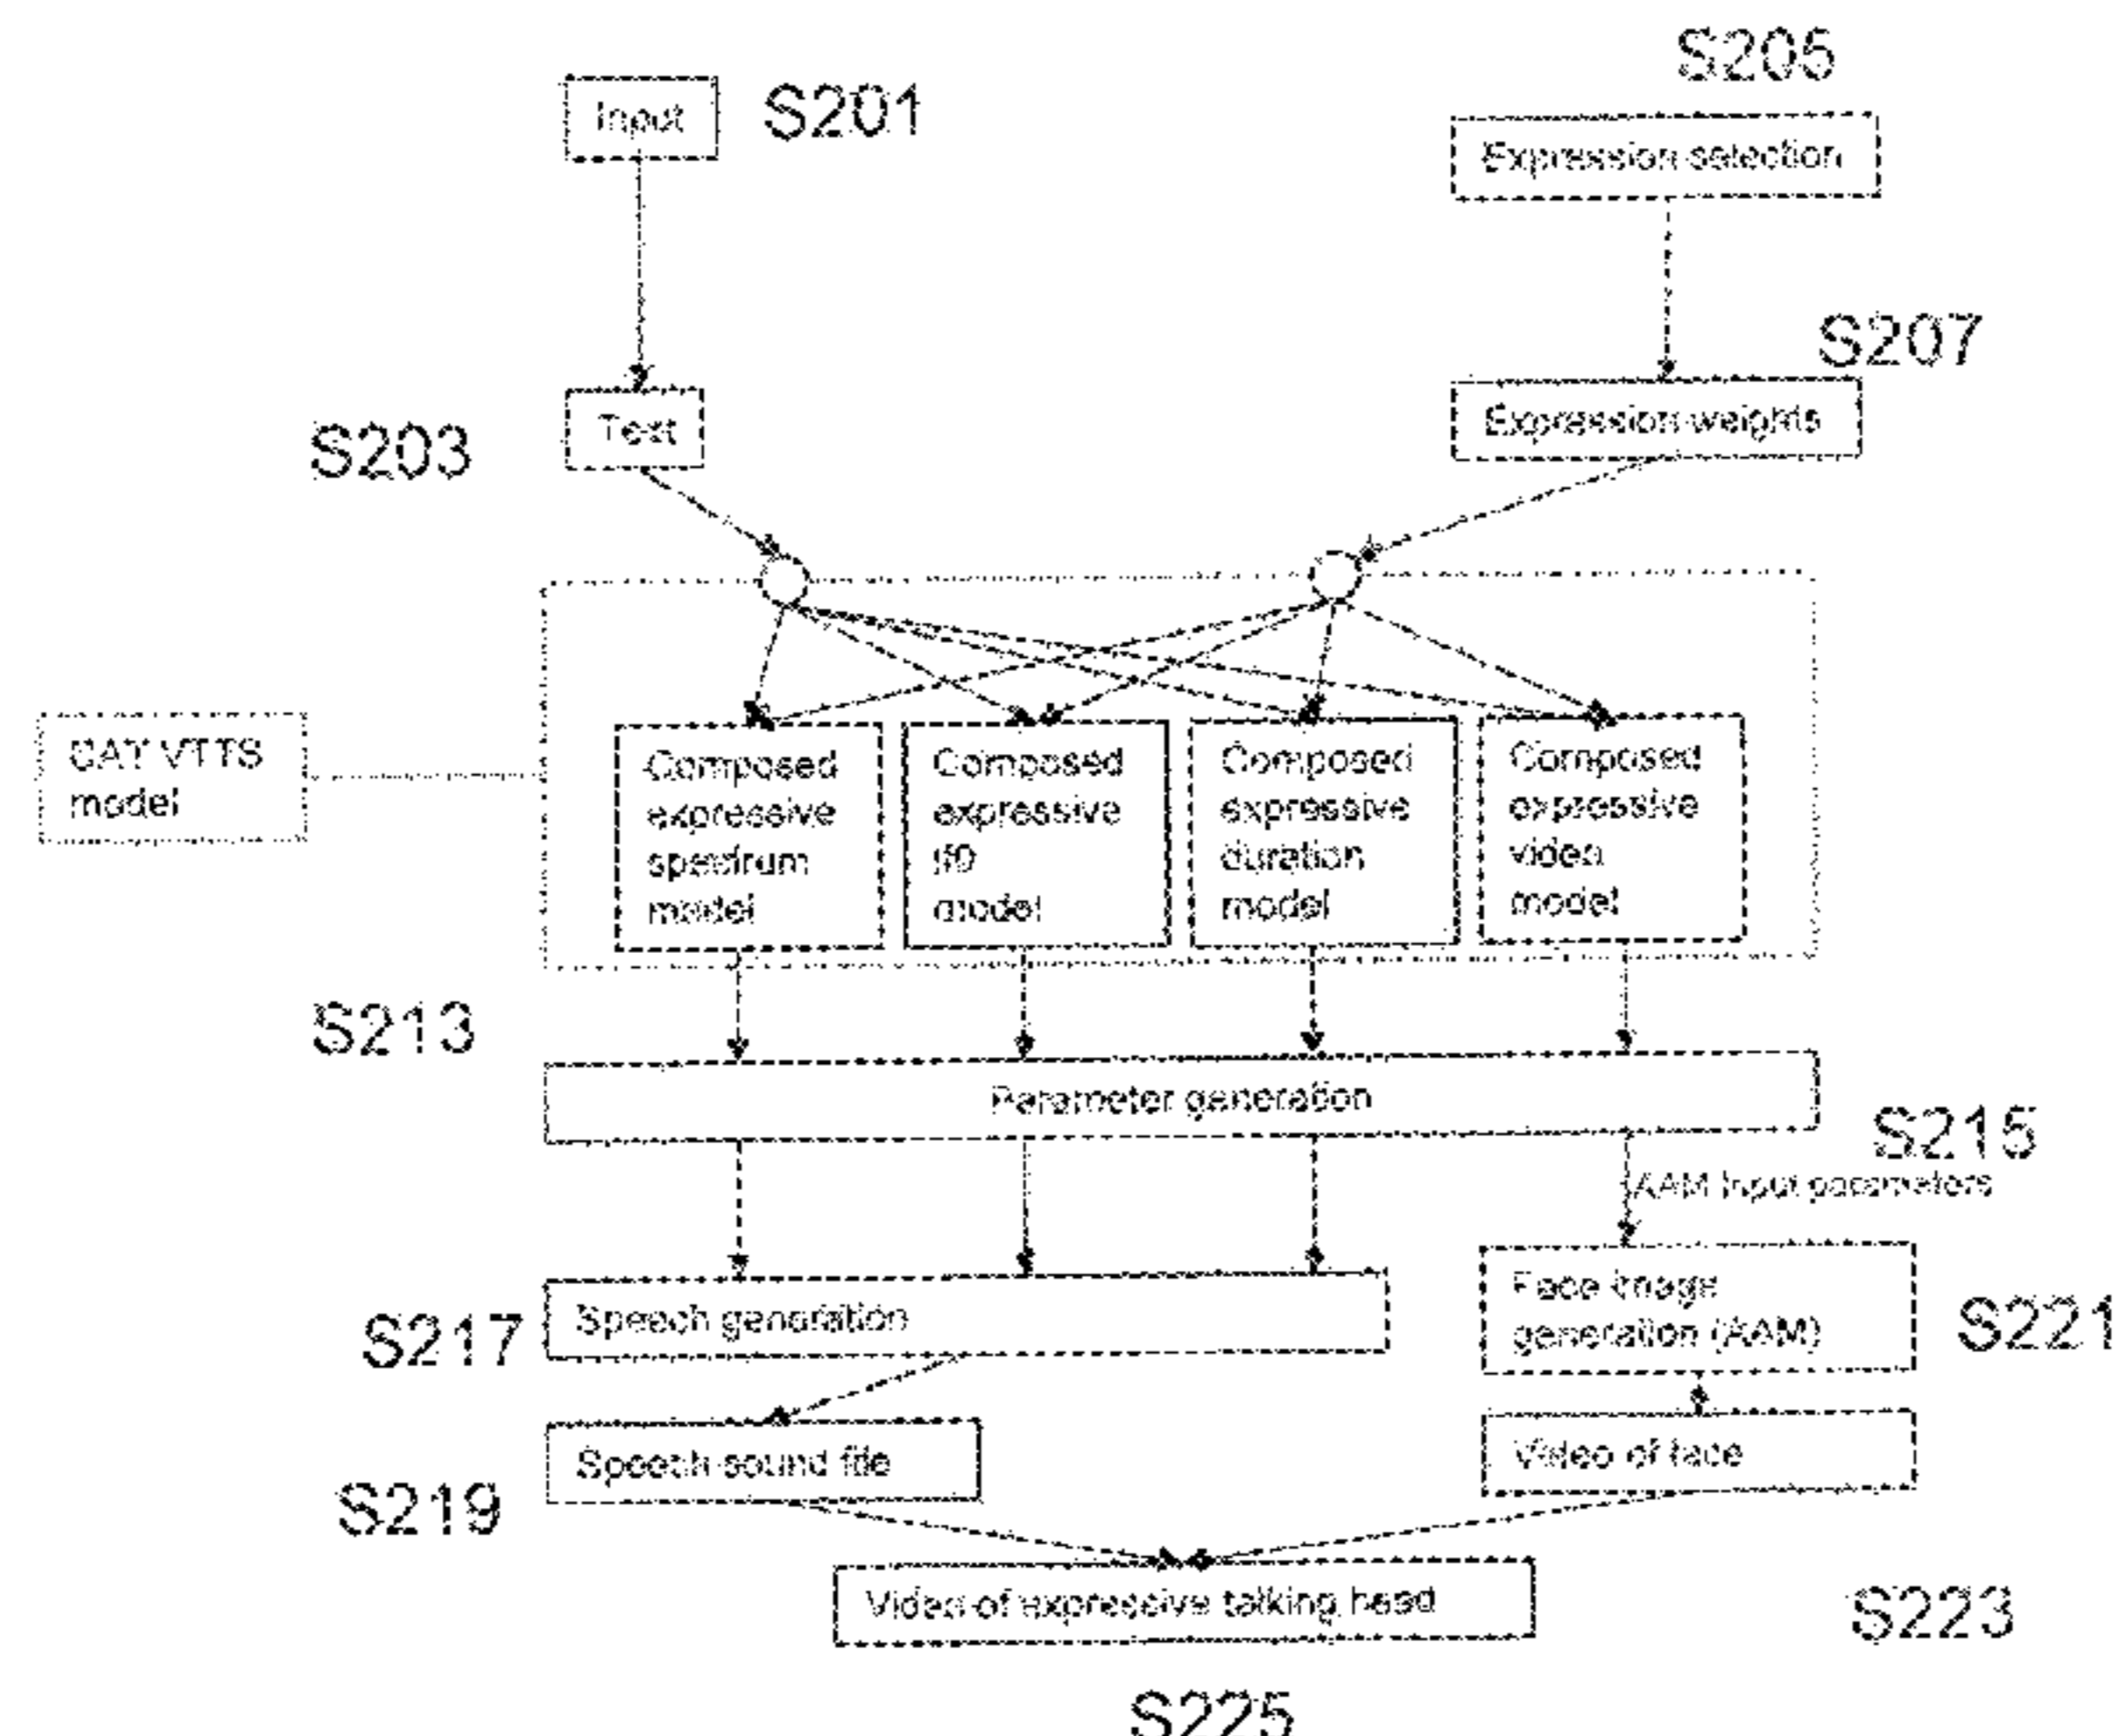 S205
Input
S201
Expression selection
S207
Text
S203
Expression weights
CAT VTTS
model
Composed
expressive
spectrum
model
Composed
expressive
lf0
model
Composed
expressive
duration
model
Composed
expressive
video
model
S213
Parameter generation
S215
AAM Input parameters
S217
Speech generation
Face image
generation (AAM)
S221
Speech sound file
Video of face
S219
Video of expressive talking head
S223
S225